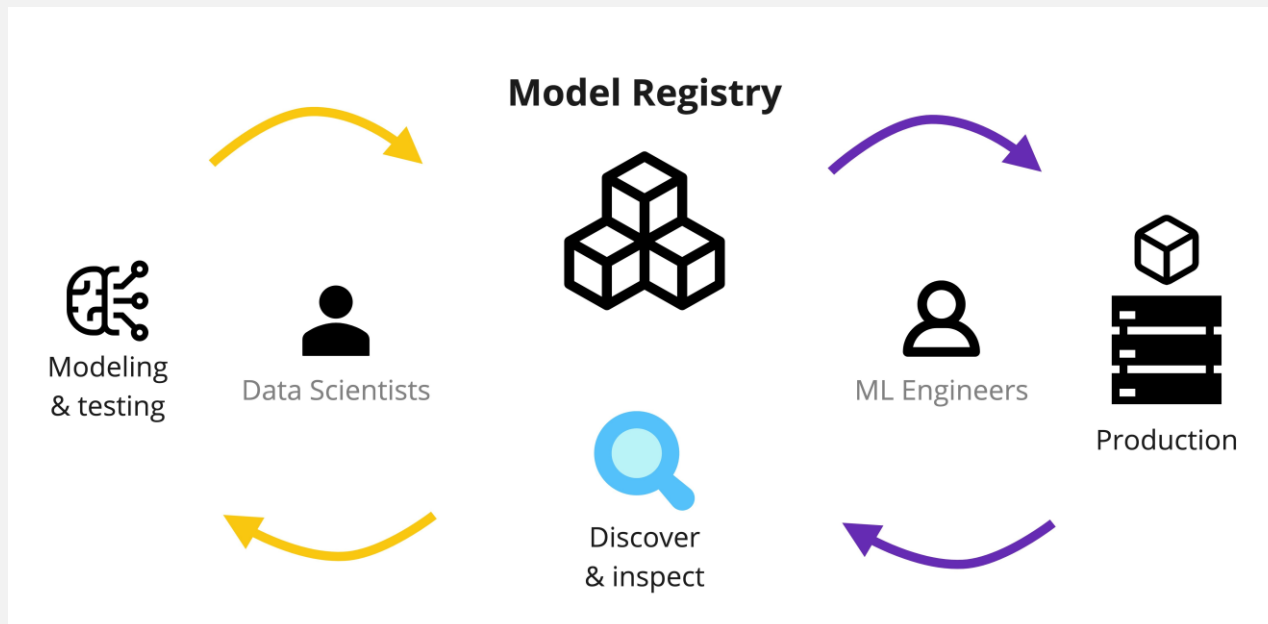 Model Registry
Modeling
& testing
Data Scientists
ML Engineers
Production
Discover
& inspect